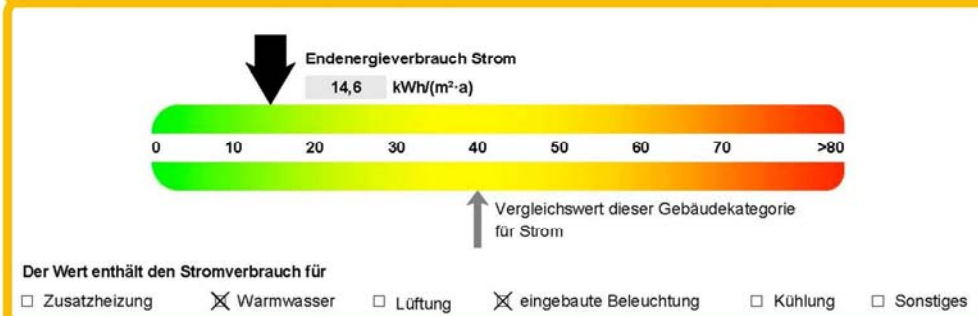 Endenergieverbrauch Strom
14,6 kWh/(m²·a)
0 10 20 30 40 50 60 70 >80
Vergleichswert dieser Gebäudekategorie
für Strom
Der Wert enthält den Stromverbrauch für
☐ Zusatzheizung ☒ Warmwasser ☐ Lüftung ☒ eingebaute Beleuchtung ☐ Kühlung ☐ Sonstiges